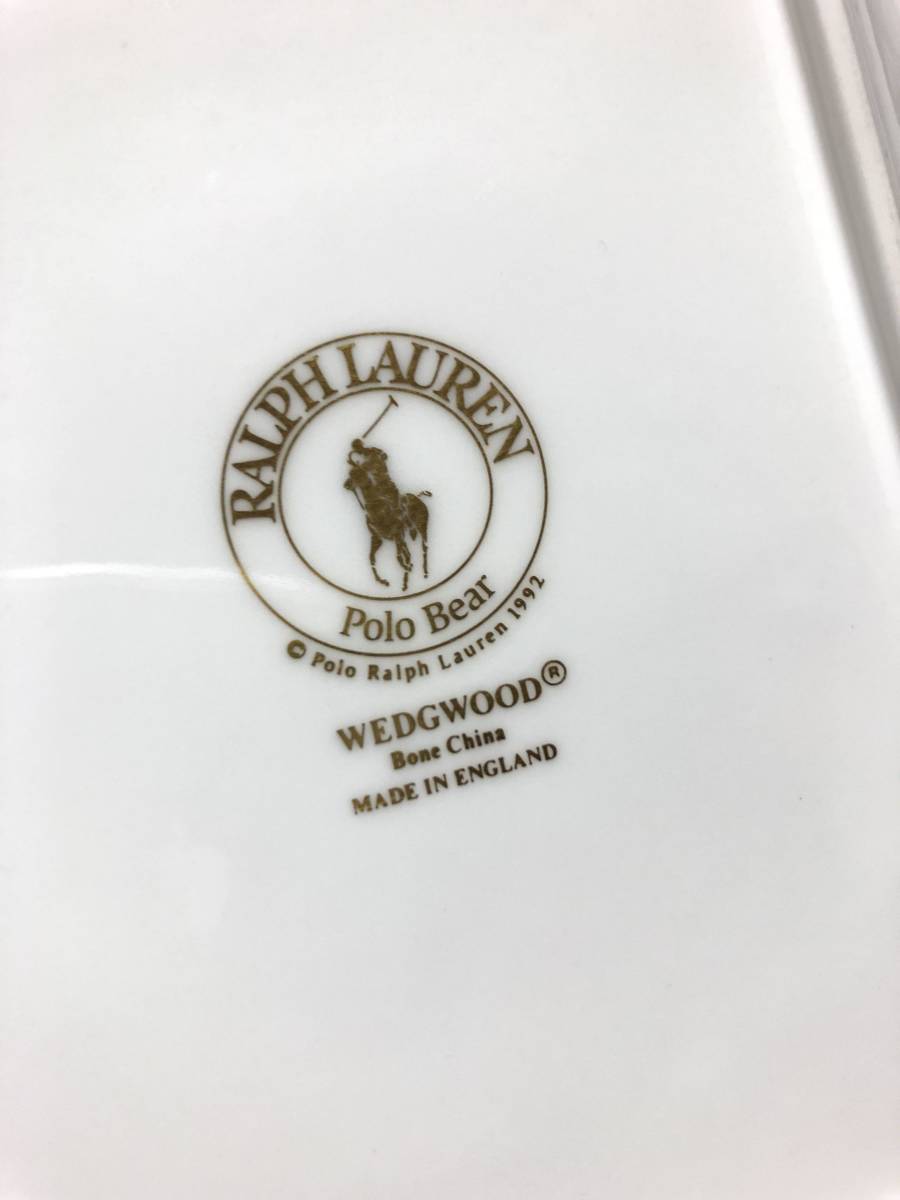 RALPH LAUREN
Polo Bear
© Polo Ralph Lauren 1992
WEDGWOOD®
Bone China
MADE IN ENGLAND